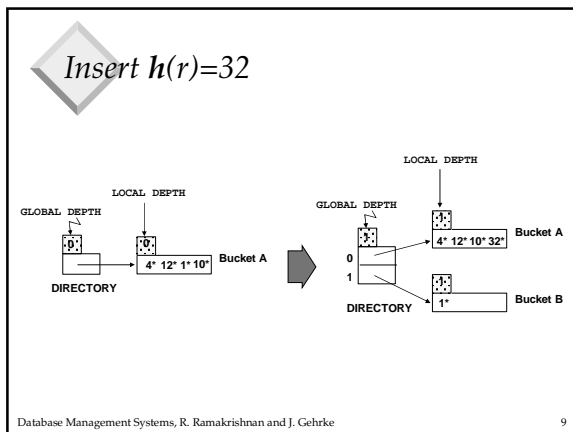 Insert h(r)=32
LOCAL DEPTH
GLOBAL DEPTH
0
0
4* 12* 1* 10*
Bucket A
DIRECTORY
LOCAL DEPTH
GLOBAL DEPTH
1
1
4* 12* 10* 32*
Bucket A
0
1
1
1*
Bucket B
DIRECTORY
Database Management Systems, R. Ramakrishnan and J. Gehrke
9